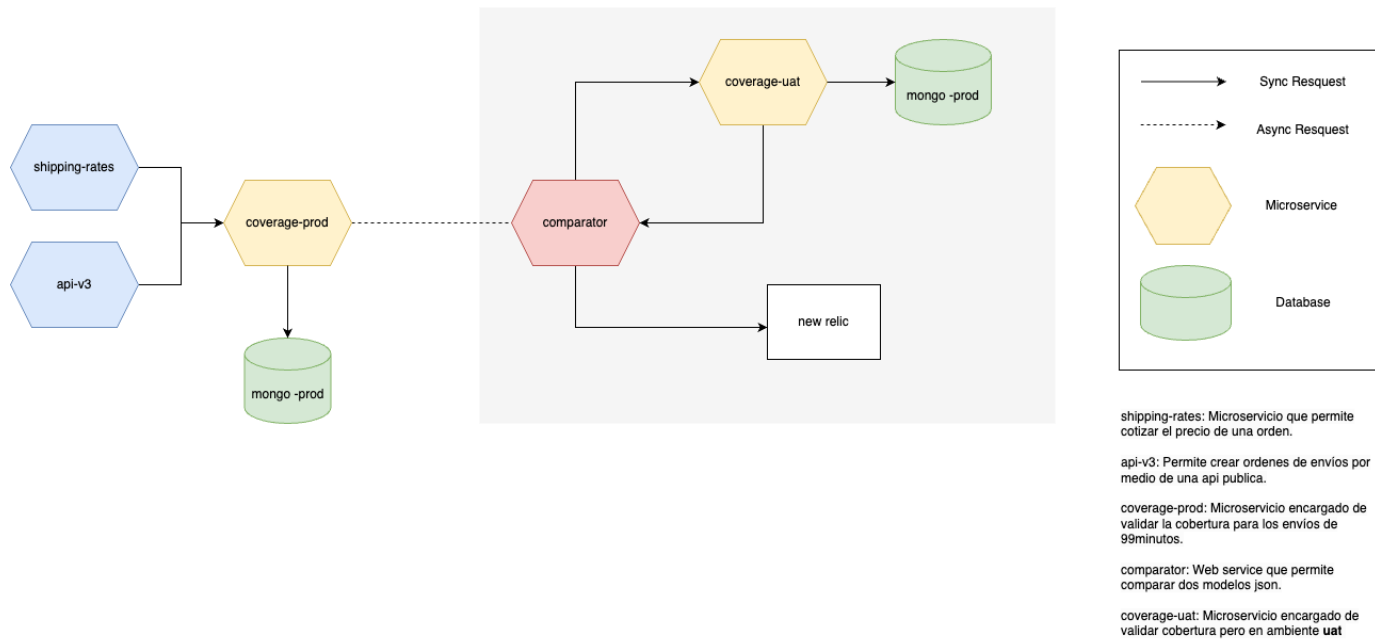 coverage-uat
mongo -prod
shipping-rates
coverage-prod
comparator
api-v3
new relic
mongo -prod
Sync Resquest
Async Resquest
Microservice
Database
shipping-rates: Microservicio que permite
cotizar el precio de una orden.
api-v3: Permite crear ordenes de envíos por
medio de una api publica.
coverage-prod: Microservicio encargado de
validar la cobertura para los envíos de
99minutos.
comparator: Web service que permite
comparar dos modelos json.
coverage-uat: Microservicio encargado de
validar cobertura pero en ambiente uat